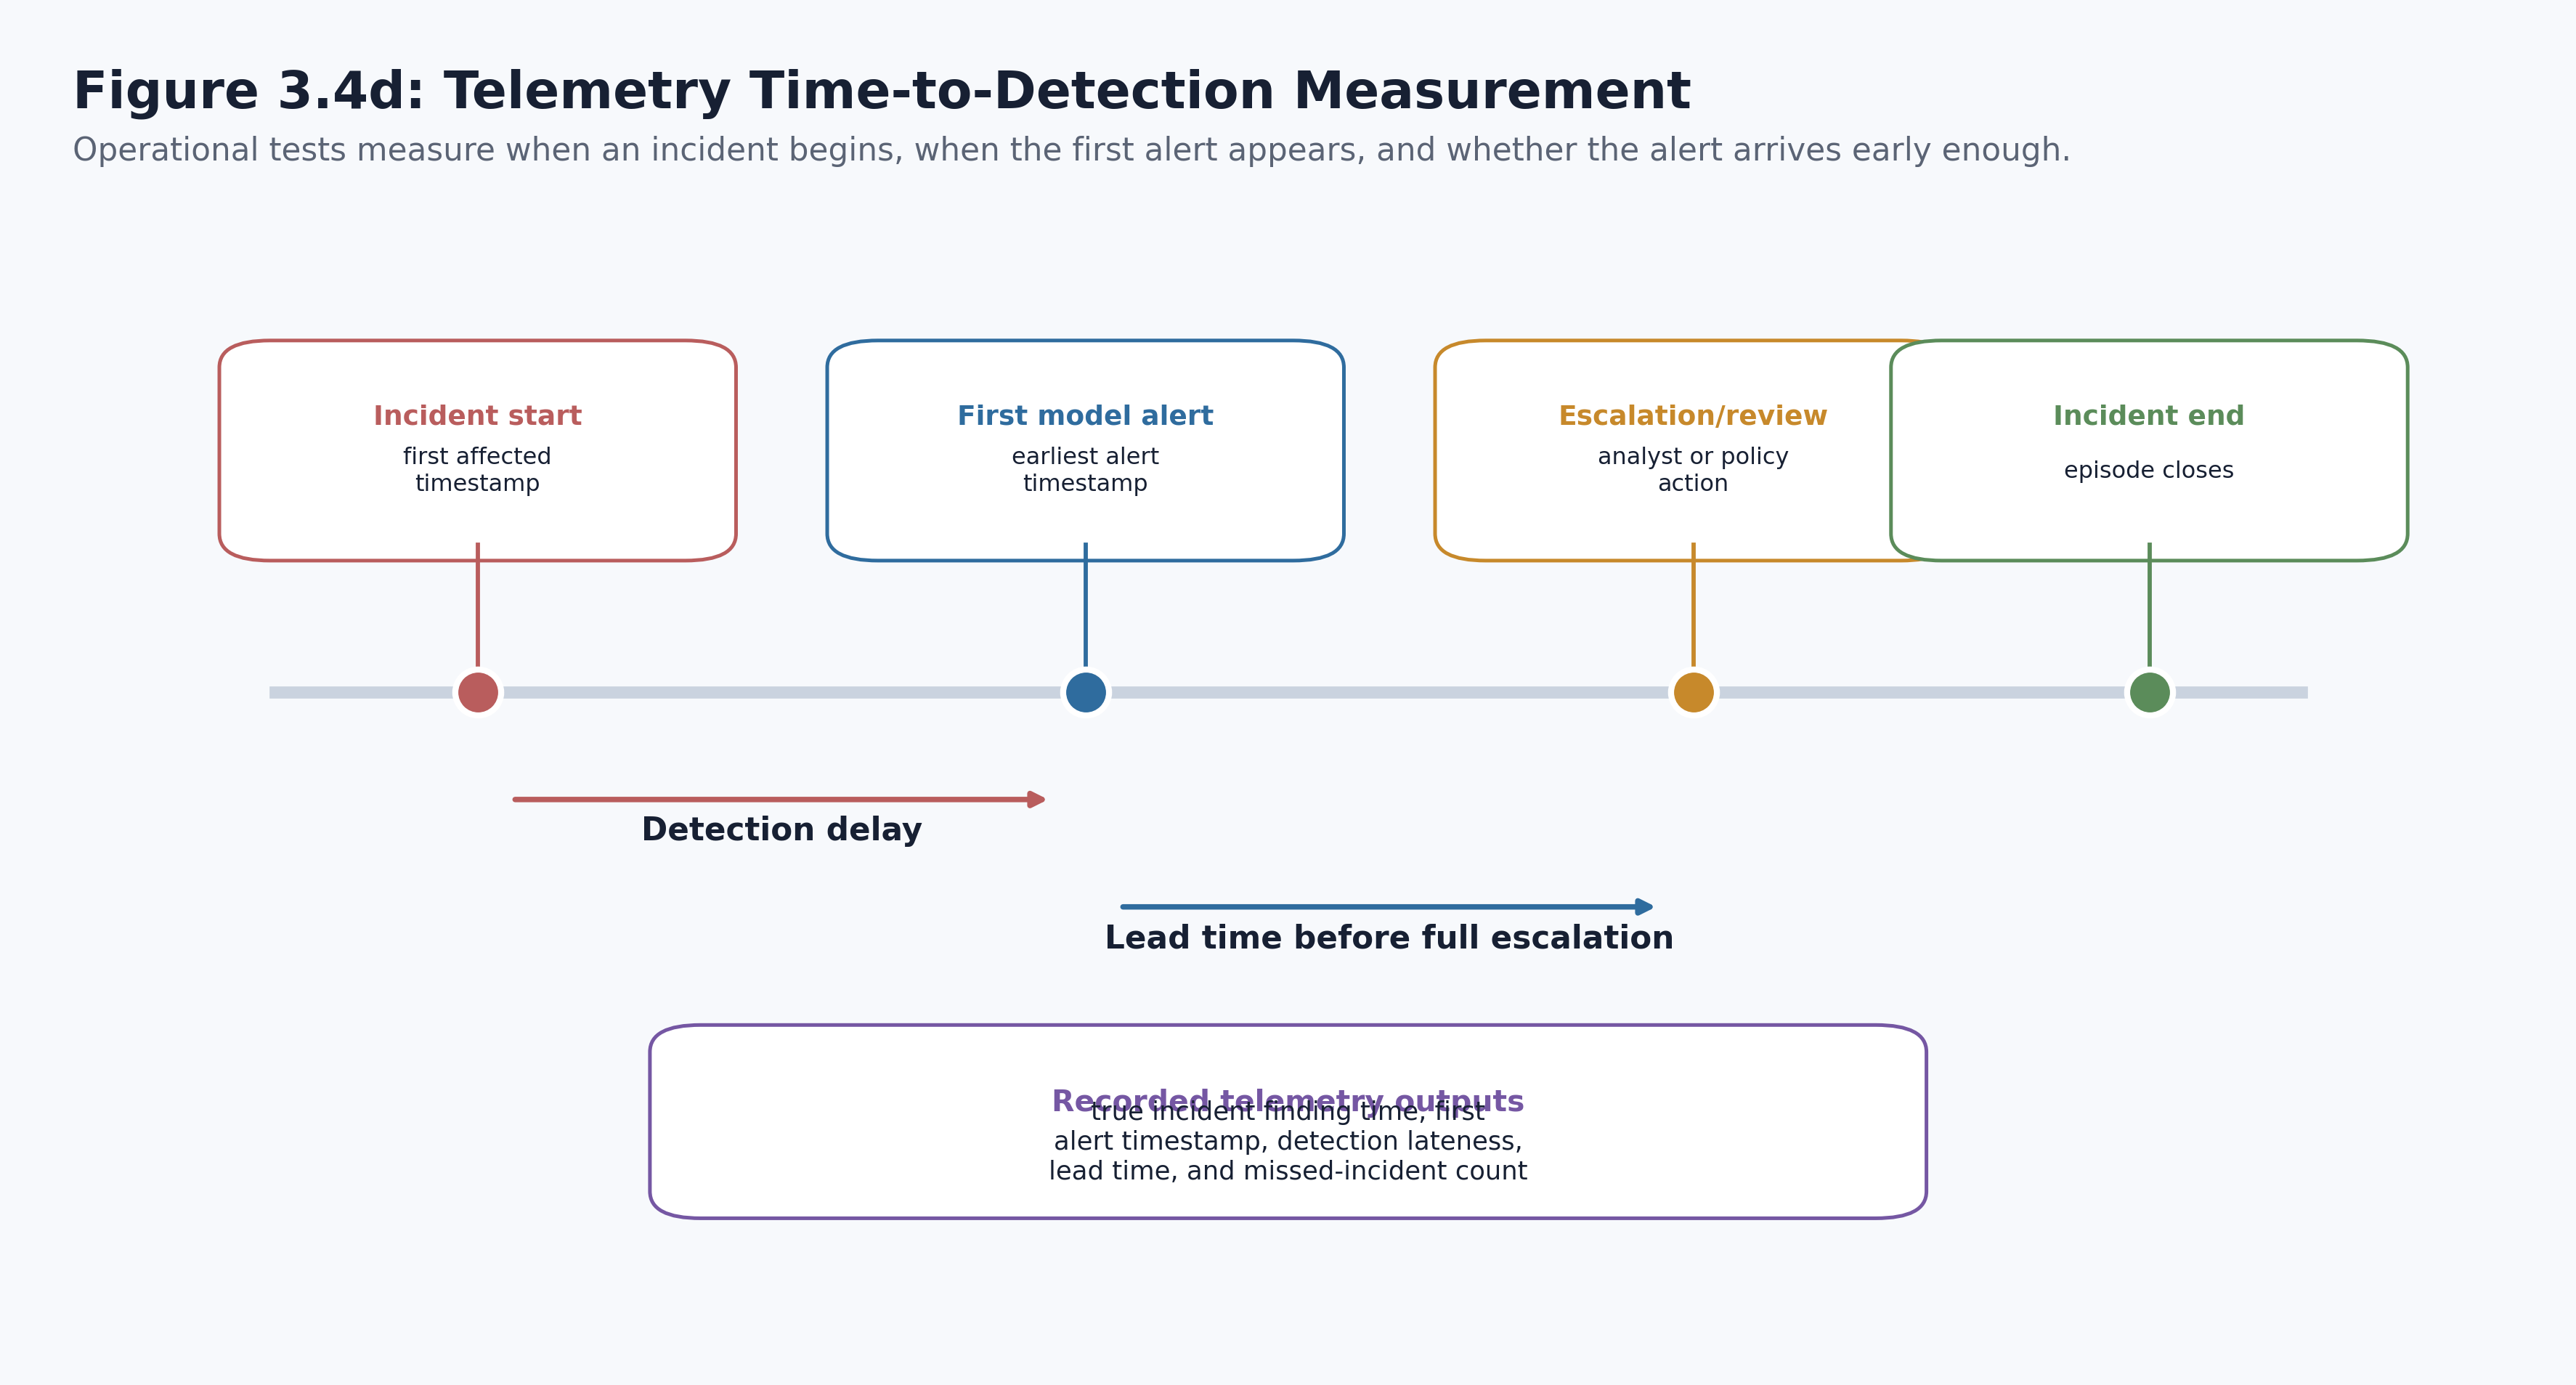 Figure 3.4d: Telemetry Time-to-Detection Measurement
Operational tests measure when an incident begins, when the first alert appears, and whether the alert arrives early enough.
Incident start
first affected
timestamp
First model alert
earliest alert
timestamp
Escalation/review
analyst or policy
action
Incident end
episode closes
Detection delay
Lead time before full escalation
Recorded telemetry outputs
true incident finding time, first
alert timestamp, detection lateness,
lead time, and missed-incident count